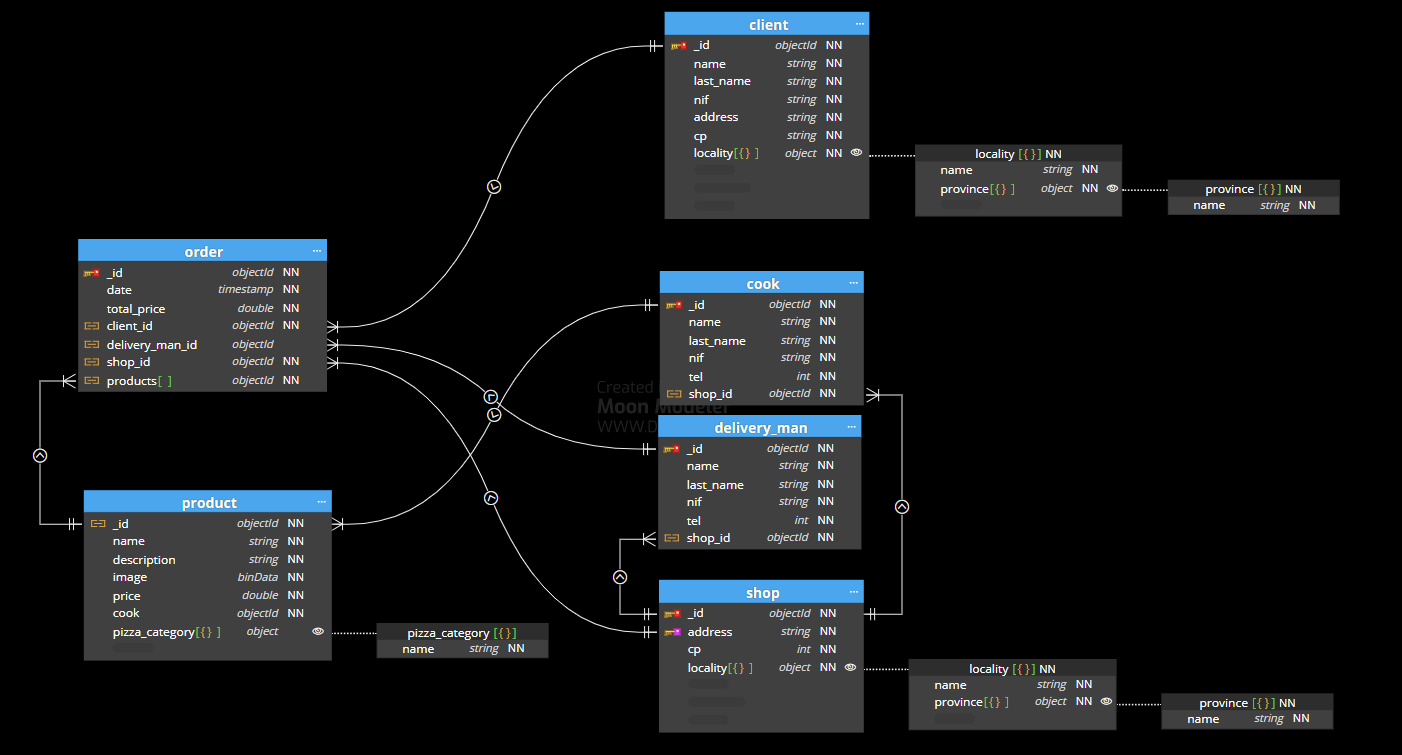 client ...
_id objectId NN
name string NN
last_name string NN
nif string NN
address string NN
cp string NN
locality[{} ] object NN
locality [{}] NN
name string NN
province[{} ] object NN
province [{}] NN
name string NN
order ...
_id objectId NN
date timestamp NN
total_price double NN
client_id objectId NN
delivery_man_id objectId
shop_id objectId NN
products[ ] objectId NN
cook ...
_id objectId NN
name string NN
last_name string NN
nif string NN
tel int NN
shop_id objectId NN
Created
Moon Modeler
WWW.D
delivery_man ...
_id objectId NN
name string NN
last_name string NN
nif string NN
tel int NN
shop_id objectId NN
product ...
_id objectId NN
name string NN
description string NN
image binData NN
price double NN
cook objectId NN
pizza_category[{} ] object
pizza_category [{}]
name string NN
shop ...
_id objectId NN
address string NN
cp int NN
locality[{} ] object NN
locality [{}] NN
name string NN
province[{} ] object NN
province [{}] NN
name string NN